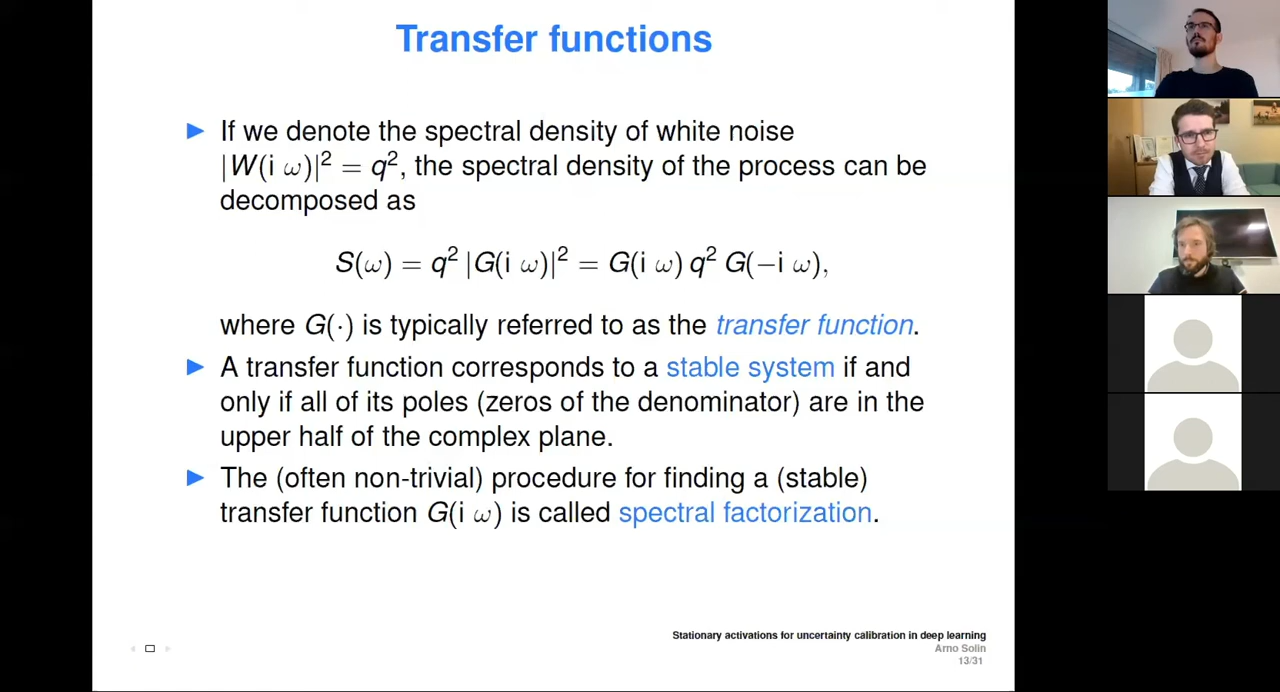 Transfer functions
► If we denote the spectral density of white noise
|W(i ω)|² = q², the spectral density of the process can be
decomposed as
S(ω) = q² |G(i ω)|² = G(i ω) q² G(−i ω),
where G(·) is typically referred to as the transfer function.
► A transfer function corresponds to a stable system if and
only if all of its poles (zeros of the denominator) are in the
upper half of the complex plane.
► The (often non-trivial) procedure for finding a (stable)
transfer function G(i ω) is called spectral factorization.
Stationary activations for uncertainty calibration in deep learning
Arno Solin
13/31